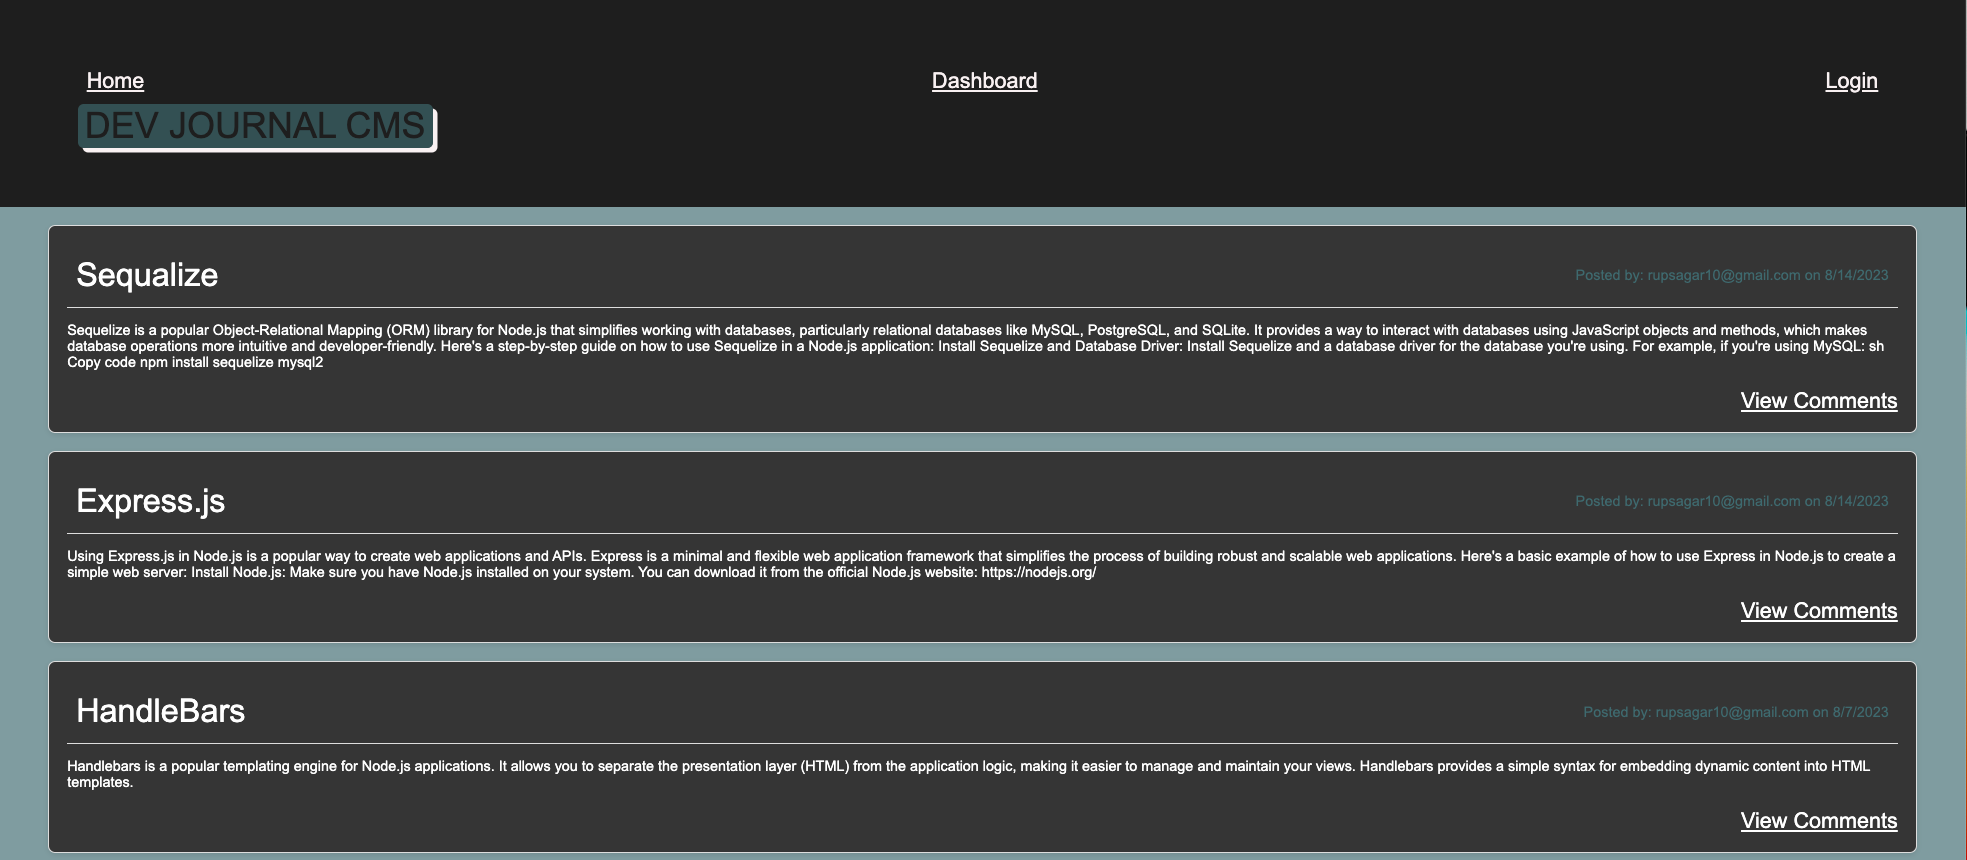 Home Dashboard Login
DEV JOURNAL CMS
Sequalize
Posted by: rupsagar10@gmail.com on 8/14/2023
Sequelize is a popular Object-Relational Mapping (ORM) library for Node.js that simplifies working with databases, particularly relational databases like MySQL, PostgreSQL, and SQLite. It provides a way to interact with databases using JavaScript objects and methods, which makes
database operations more intuitive and developer-friendly. Here's a step-by-step guide on how to use Sequelize in a Node.js application: Install Sequelize and Database Driver: Install Sequelize and a database driver for the database you're using. For example, if you're using MySQL: sh
Copy code npm install sequelize mysql2
View Comments
Express.js
Posted by: rupsagar10@gmail.com on 8/14/2023
Using Express.js in Node.js is a popular way to create web applications and APIs. Express is a minimal and flexible web application framework that simplifies the process of building robust and scalable web applications. Here's a basic example of how to use Express in Node.js to create a
simple web server: Install Node.js: Make sure you have Node.js installed on your system. You can download it from the official Node.js website: https://nodejs.org/
View Comments
HandleBars
Posted by: rupsagar10@gmail.com on 8/7/2023
Handlebars is a popular templating engine for Node.js applications. It allows you to separate the presentation layer (HTML) from the application logic, making it easier to manage and maintain your views. Handlebars provides a simple syntax for embedding dynamic content into HTML
templates.
View Comments